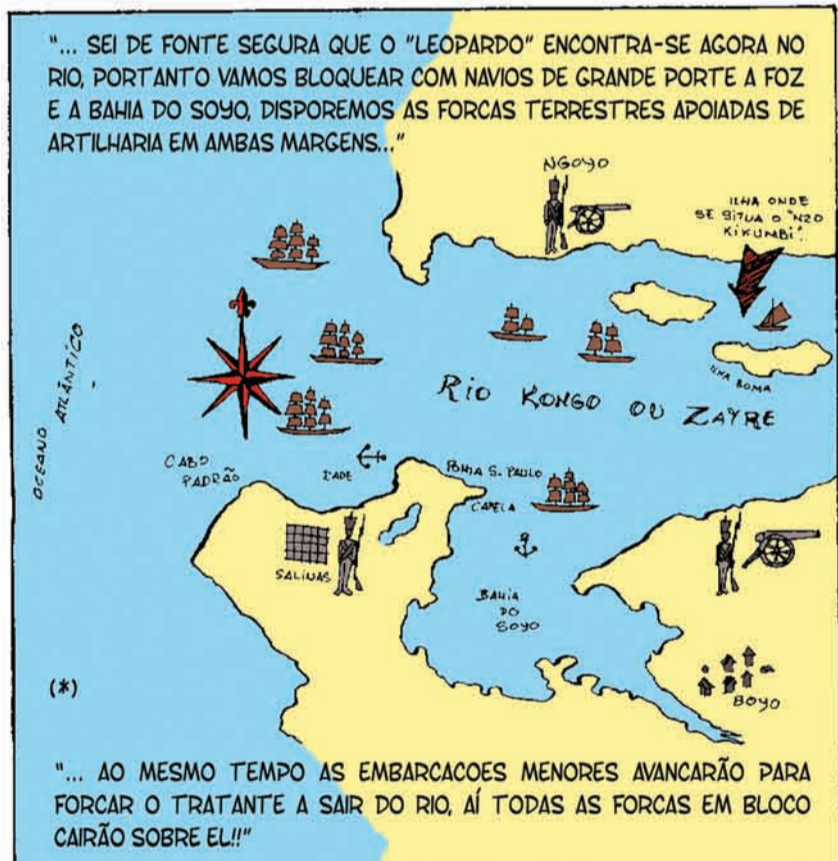 "... SEI DE FONTE SEGURA QUE O "LEOPARDO" ENCONTRA-SE AGORA NO
RIO, PORTANTO VAMOS BLOQUEAR COM NAVIOS DE GRANDE PORTE A FOZ
E A BAHIA DO SOYO, DISPOREMOS AS FORCAS TERRESTRES APOIADAS DE
ARTILHARIA EM AMBAS MARGENS..."
NGOYO
ILHA ONDE
SE SITUA O "NZO
KIKUMBI".
OCEANO ATLÂNTICO
RIO KONGO OU ZAYRE
ILHA BOMA
CABO
PADRÃO
PONTA S. PAULO
CAPELA
SALINAS
BAHIA
DO
SOYO
SOYO
(*)
"... AO MESMO TEMPO AS EMBARCACOES MENORES AVANCARÃO PARA
FORCAR O TRATANTE A SAIR DO RIO, AÍ TODAS AS FORCAS EM BLOCO
CAIRÃO SOBRE EL!!"